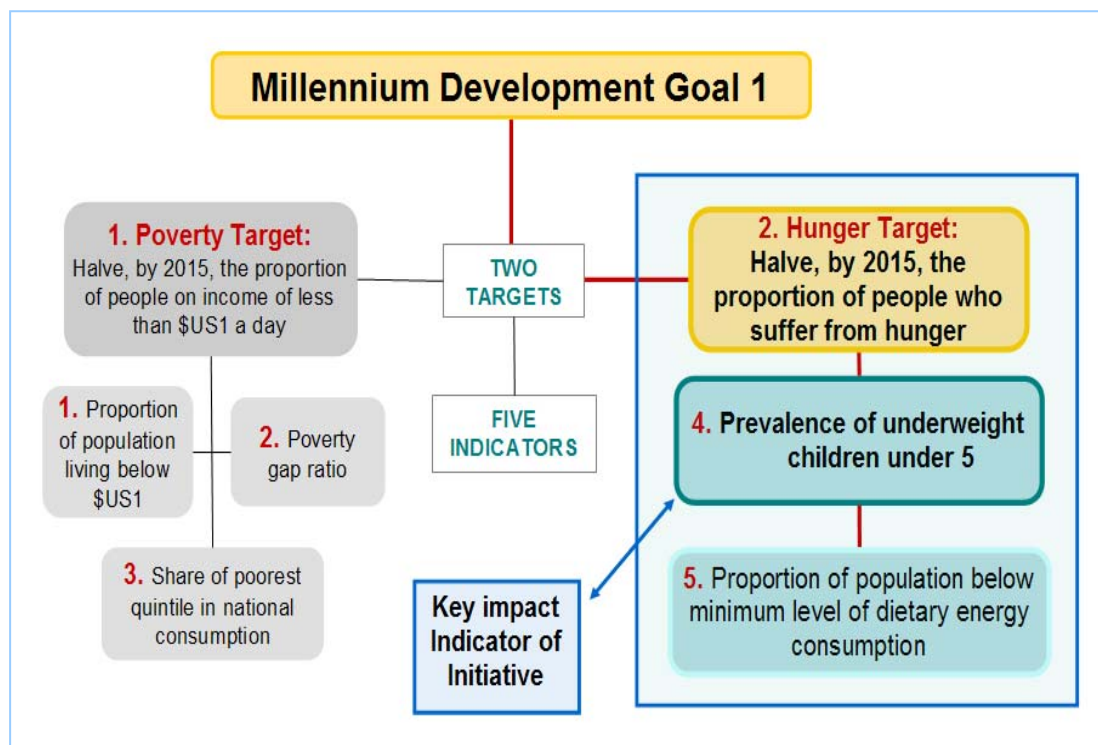 Millennium Development Goal 1
1. Poverty Target:
Halve, by 2015, the proportion
of people on income of less
than $US1 a day
TWO
TARGETS
2. Hunger Target:
Halve, by 2015, the
proportion of people who
suffer from hunger
1. Proportion
of population
living below
$US1
2. Poverty
gap ratio
FIVE
INDICATORS
4. Prevalence of underweight
children under 5
3. Share of poorest
quintile in national
consumption
Key impact
Indicator of
Initiative
5. Proportion of population below
minimum level of dietary energy
consumption